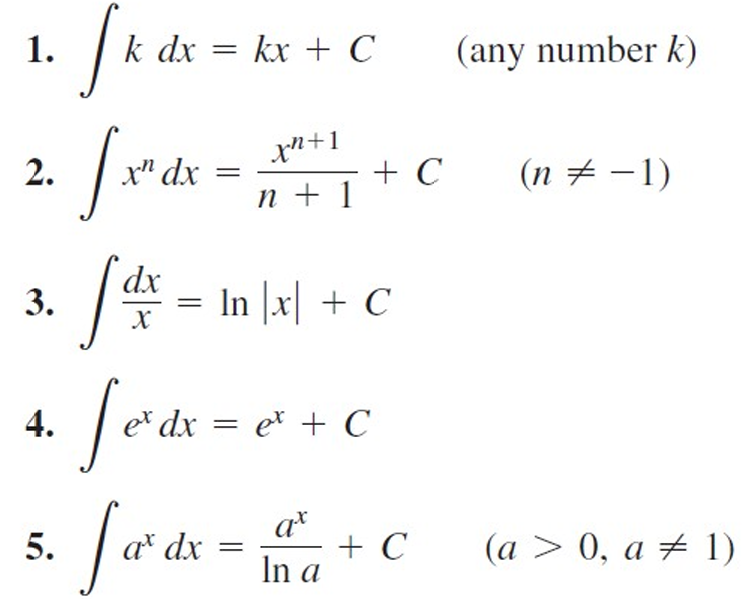 1. ∫ k dx = kx + C (any number k)
2. ∫ xⁿ dx = xⁿ⁺¹/(n + 1) + C (n ≠ −1)
3. ∫ dx/x = ln |x| + C
4. ∫ eˣ dx = eˣ + C
5. ∫ aˣ dx = aˣ/ln a + C (a > 0, a ≠ 1)